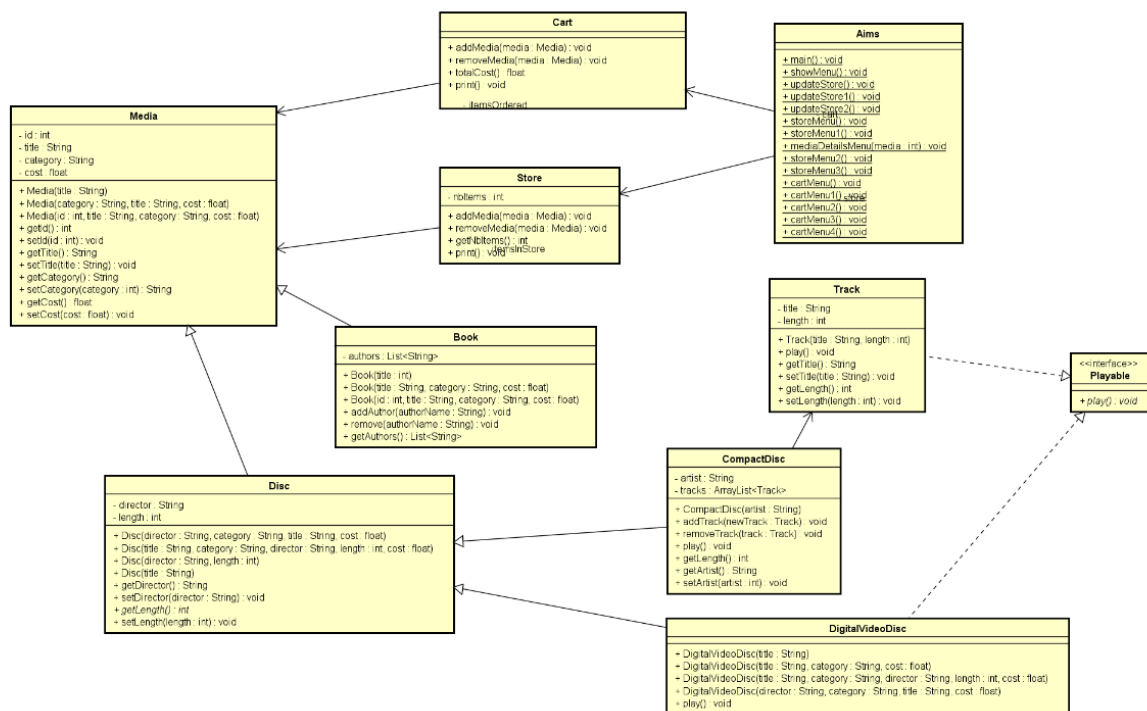 Cart
+ addMedia(media : Media) : void
+ removeMedia(media : Media) : void
+ totalCost() : float
+ print() : void
- itemsOrdered
Aims
+ main() : void
+ showMenu() : void
+ updateStore() : void
+ updateStore1() : void
+ updateStore2() : void
- cart
+ storeMenu() : void
+ storeMenu1() : void
+ mediaDetailsMenu(media : int) : void
+ storeMenu2() : void
+ storeMenu3() : void
+ cartMenu() : void
+ cartMenu1() : void
- store
+ cartMenu2() : void
+ cartMenu3() : void
+ cartMenu4() : void
Media
- id : int
- title : String
- category : String
- cost : float
+ Media(title : String)
+ Media(category : String, title : String, cost : float)
+ Media(id : int, title : String, category : String, cost : float)
+ getId() : int
+ setId(id : int) : void
+ getTitle() : String
+ setTitle(title : String) : void
+ getCategory() : String
+ setCategory(category : int) : String
+ getCost() : float
+ setCost(cost : float) : void
Store
- nbItems : int
+ addMedia(media : Media) : void
+ removeMedia(media : Media) : void
+ getNbItems() : int
+ print() : void
itemsInStore
Track
- title : String
- length : int
+ Track(title : String, length : int)
+ play() : void
+ getTitle() : String
+ setTitle(title : String) : void
+ getLength() : int
+ setLength(length : int) : void
<<interface>>
Playable
+ play() : void
Book
- authors : List<String>
+ Book(title : int)
+ Book(title : String, category : String, cost : float)
+ Book(id : int, title : String, category : String, cost : float)
+ addAuthor(authorName : String) : void
+ remove(authorName : String) : void
+ getAuthors() : List<String>
CompactDisc
- artist : String
- tracks : ArrayList<Track>
+ CompactDisc(artist : String)
+ addTrack(newTrack : Track) : void
+ removeTrack(track : Track) : void
+ play() : void
+ getLength() : int
+ getArtist() : String
+ setArtist(artist : int) : void
Disc
- director : String
- length : int
+ Disc(director : String, category : String, title : String, cost : float)
+ Disc(title : String, category : String, director : String, length : int, cost : float)
+ Disc(director : String, length : int)
+ Disc(title : String)
+ getDirector() : String
+ setDirector(director : String) : void
+ getLength() : int
+ setLength(length : int) : void
DigitalVideoDisc
+ DigitalVideoDisc(title : String)
+ DigitalVideoDisc(title : String, category : String, cost : float)
+ DigitalVideoDisc(title : String, category : String, director : String, length : int, cost : float)
+ DigitalVideoDisc(director : String, category : String, title : String, cost : float)
+ play() : void